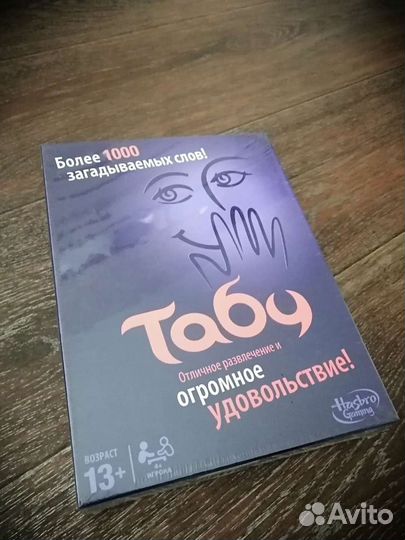 Более 1000
загадываемых слов!
Табу
Отличное развлечение и
огромное
удовольствие!
Hasbro
Gaming
ВОЗРАСТ
13+
4+
ИГРОКА
Avito